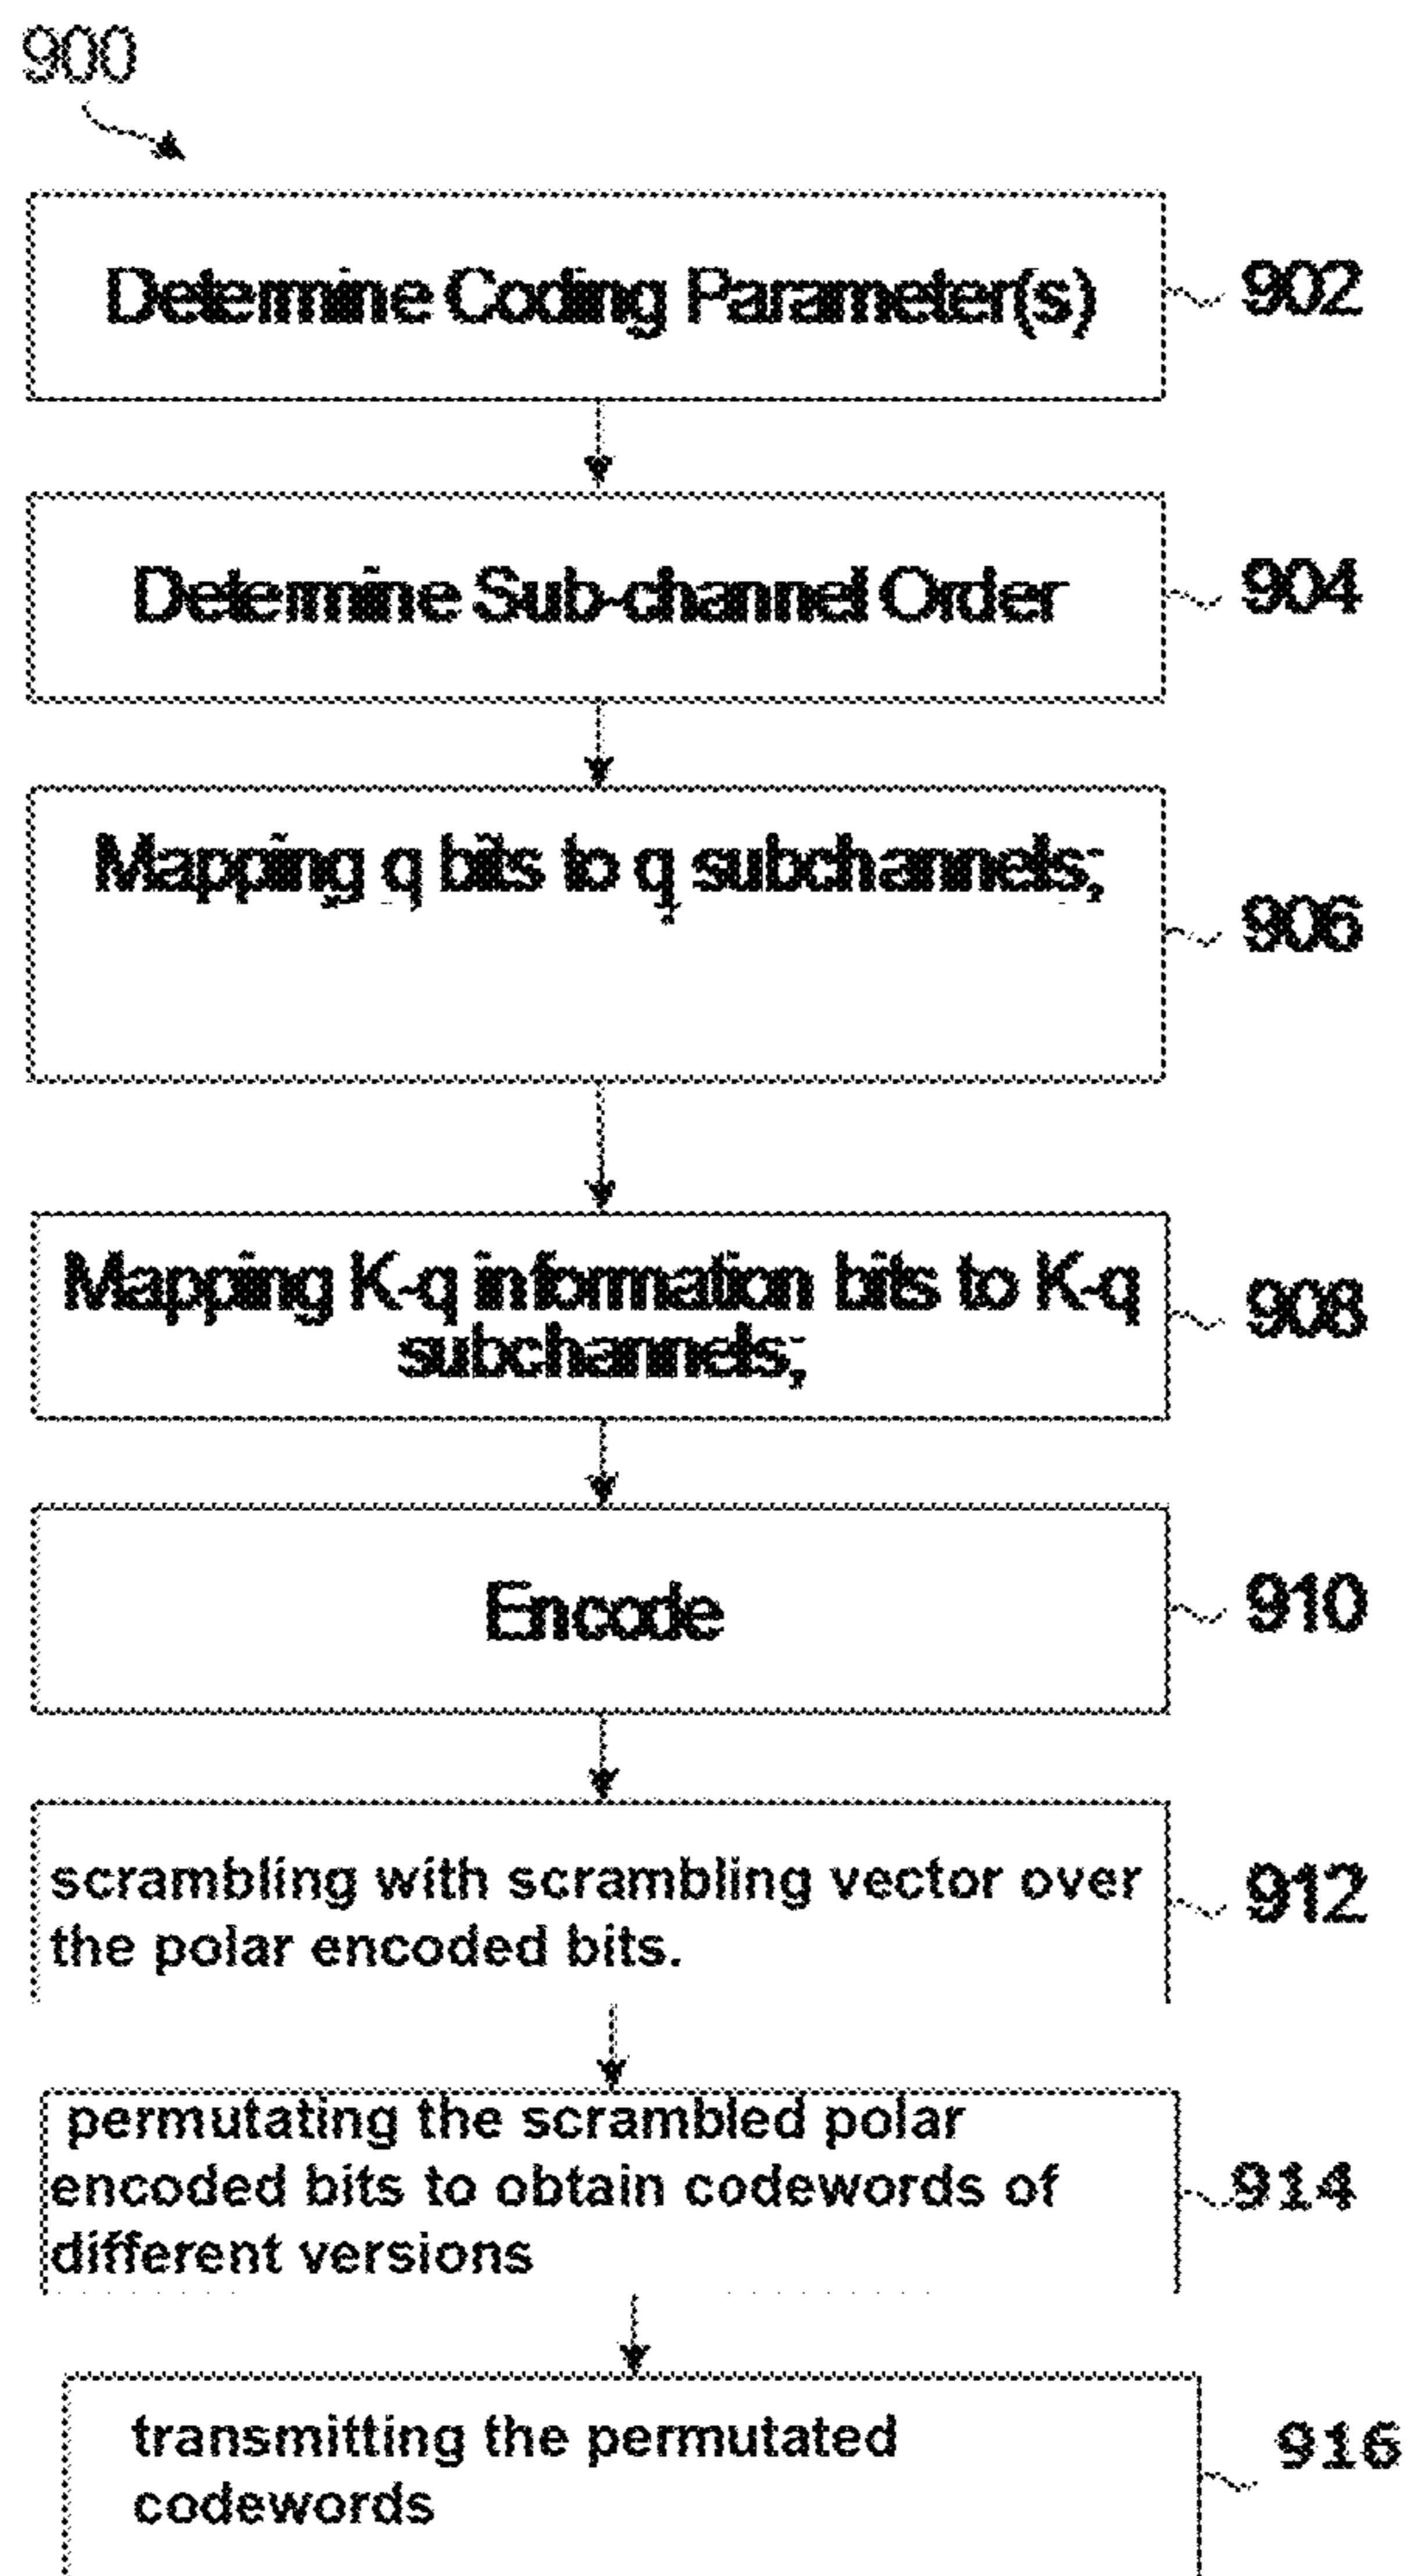 900
Determine Coding Parameter(s)
902
Determine Sub-channel Order
904
Mapping q bits to q subchannels;
906
Mapping K-q information bits to K-q
subchannels;
908
Encode
910
scrambling with scrambling vector over
the polar encoded bits.
912
permutating the scrambled polar
encoded bits to obtain codewords of
different versions
914
transmitting the permutated
codewords
916